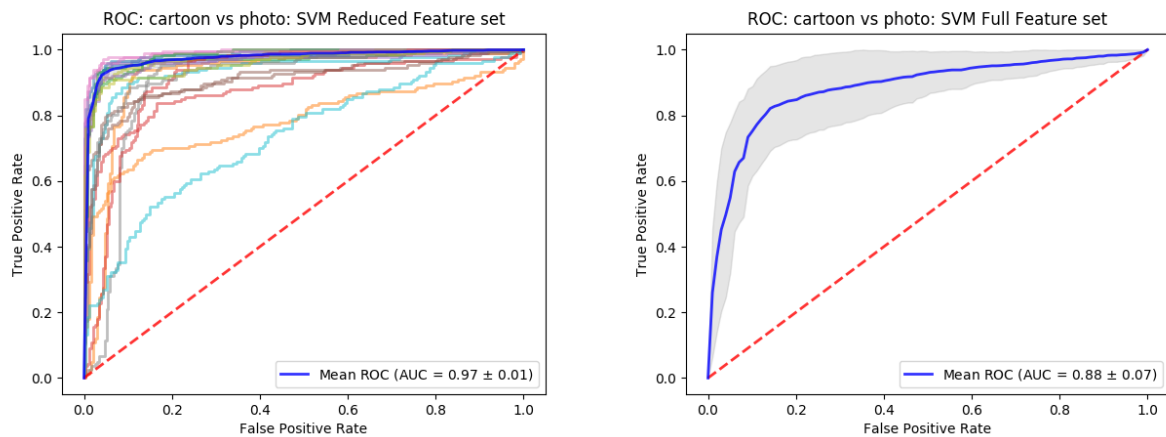 ROC: cartoon vs photo: SVM Reduced Feature set
1.0
0.8
0.6
0.4
0.2
0.0
True Positive Rate
0.0 0.2 0.4 0.6 0.8 1.0
False Positive Rate
Mean ROC (AUC = 0.97 ± 0.01)
ROC: cartoon vs photo: SVM Full Feature set
1.0
0.8
0.6
0.4
0.2
0.0
True Positive Rate
0.0 0.2 0.4 0.6 0.8 1.0
False Positive Rate
Mean ROC (AUC = 0.88 ± 0.07)